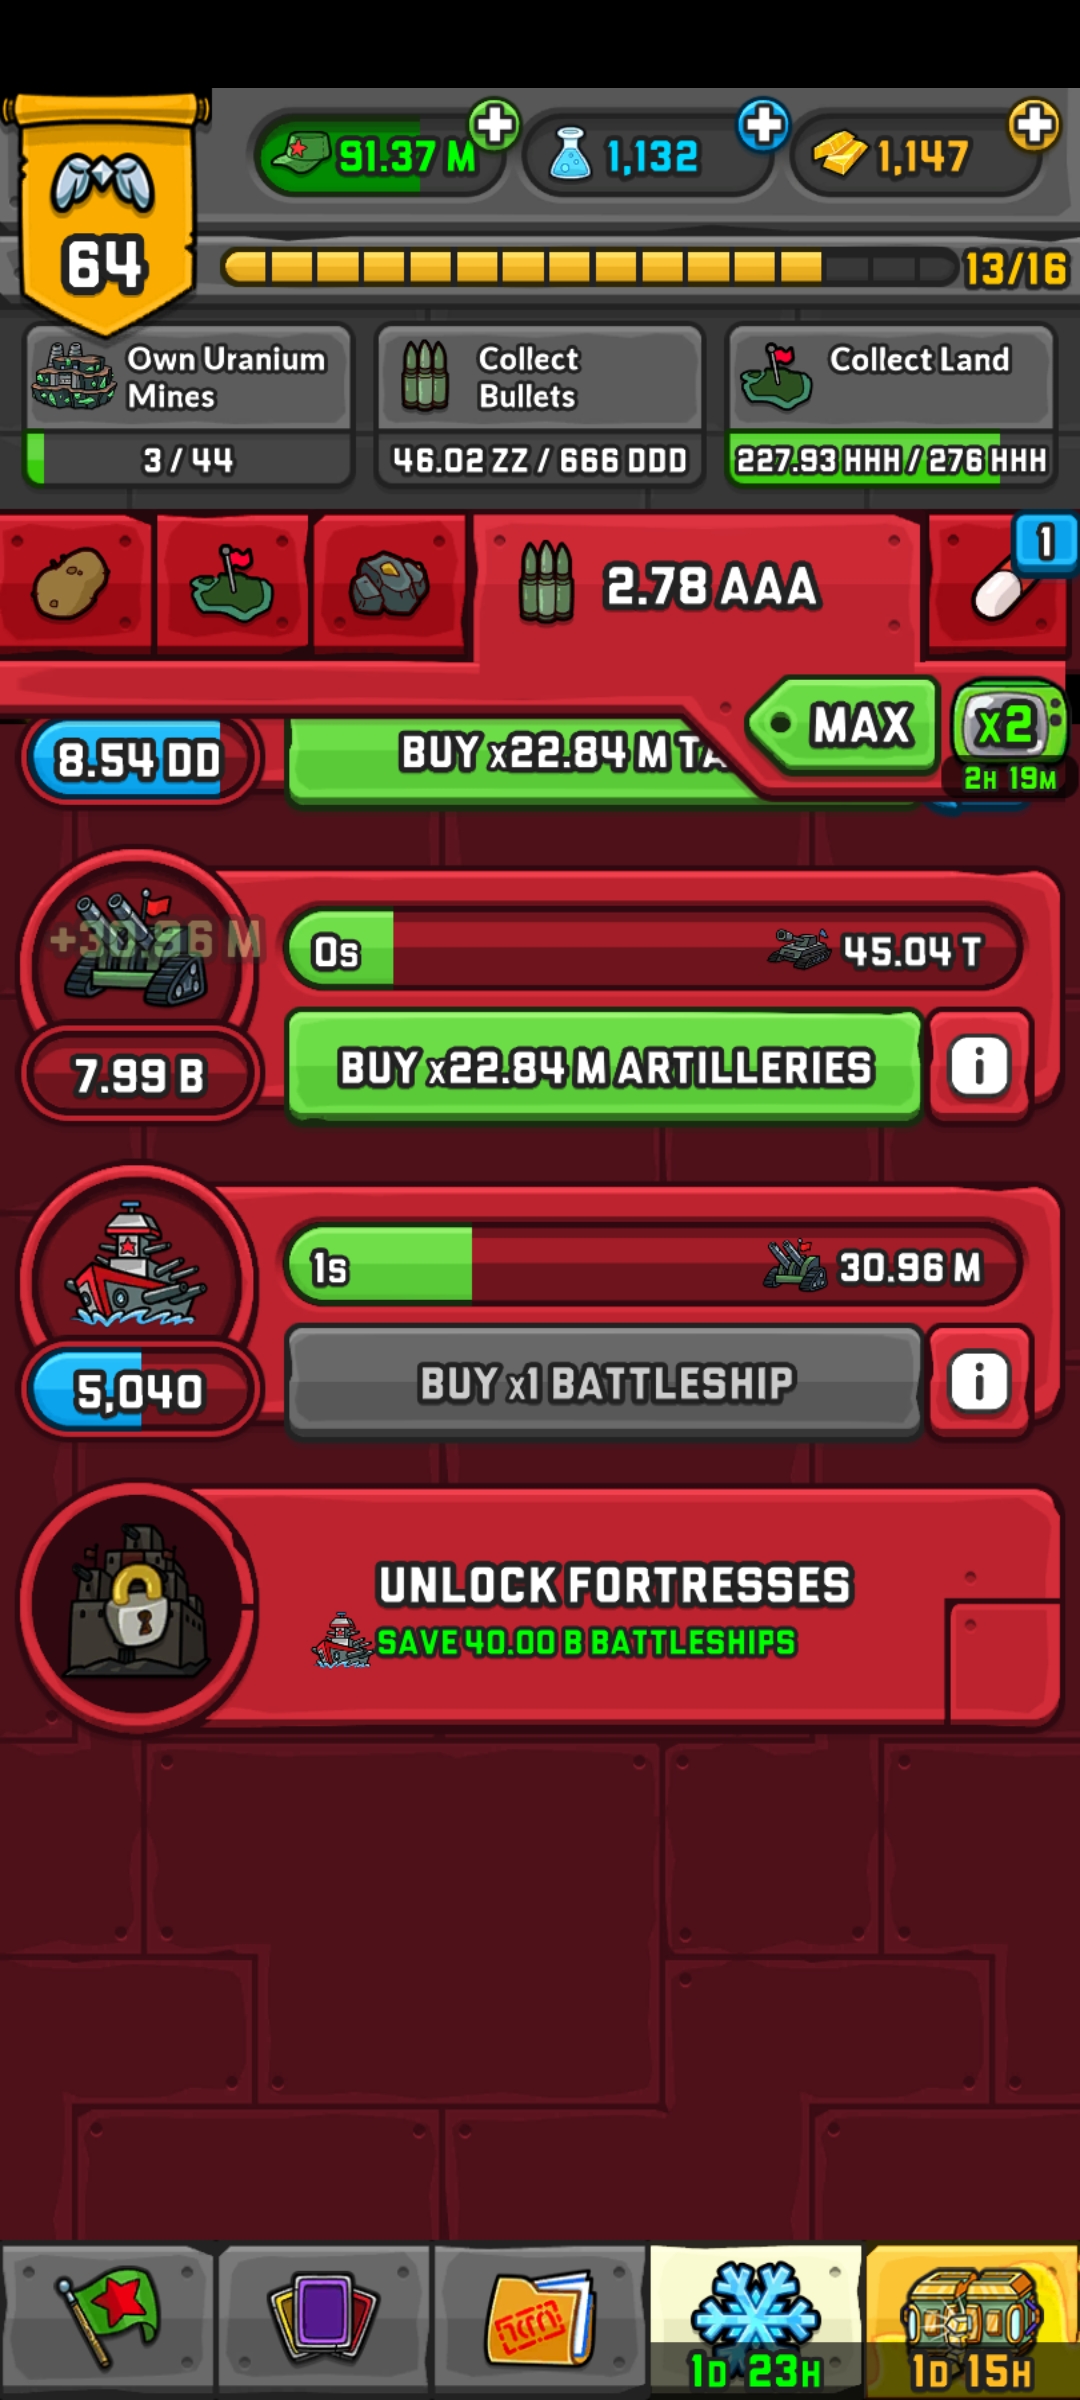 91.37 M
1,132
1,147
64
13/16
Own Uranium
Mines
3 / 44
Collect
Bullets
46.02 ZZ / 666 DDD
Collect Land
227.93 HHH / 276 HHH
2.78 AAA
1
MAX
x2
2H 19M
8.54 DD
BUY x22.84 M TA
+30.96 M
0s
45.04 T
7.99 B
BUY x22.84 M ARTILLERIES
i
1s
30.96 M
5,040
BUY x1 BATTLESHIP
i
UNLOCK FORTRESSES
SAVE 40.00 B BATTLESHIPS
1D 23H
1D 15H